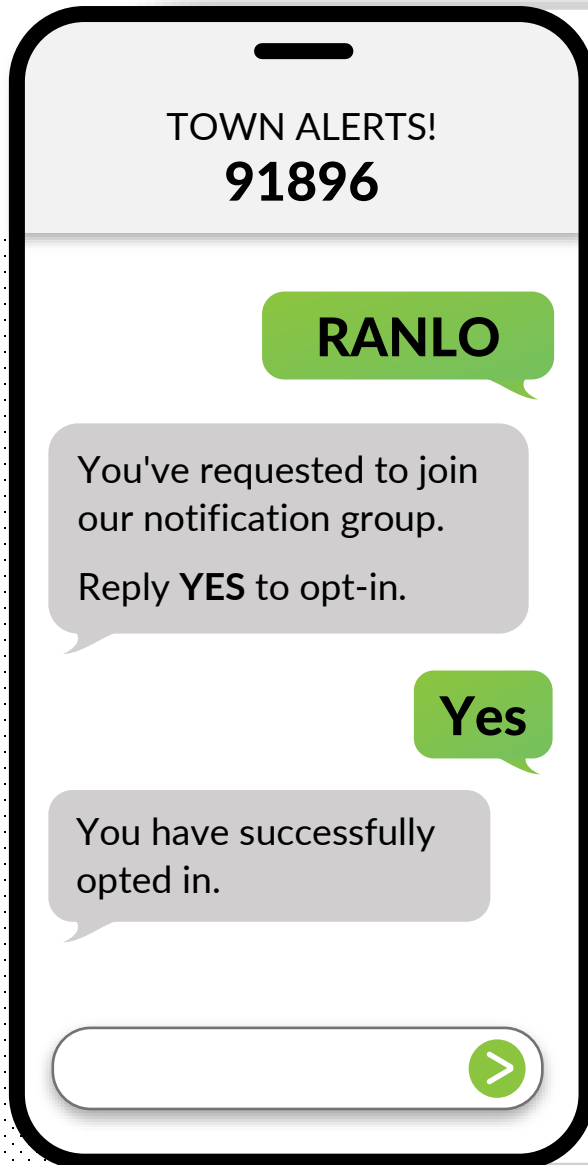 TOWN ALERTS!
91896
RANLO
You've requested to join
our notification group.
Reply YES to opt-in.
Yes
You have successfully
opted in.